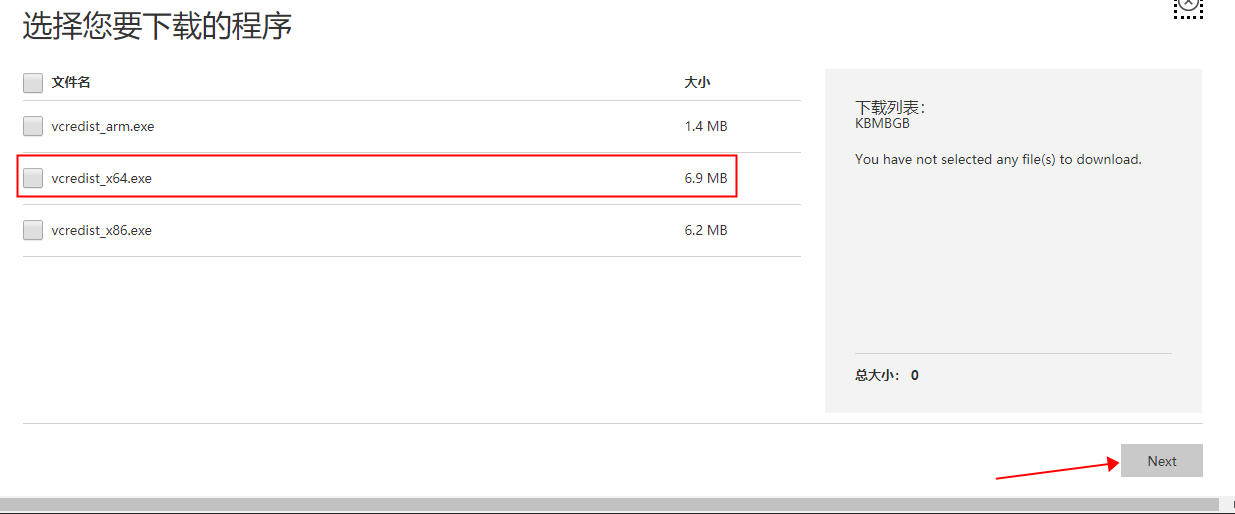 选择您要下载的程序
文件名 大小
vcredist_arm.exe 1.4 MB
vcredist_x64.exe 6.9 MB
vcredist_x86.exe 6.2 MB
下载列表：
KBMBGB
You have not selected any file(s) to download.
总大小： 0
Next